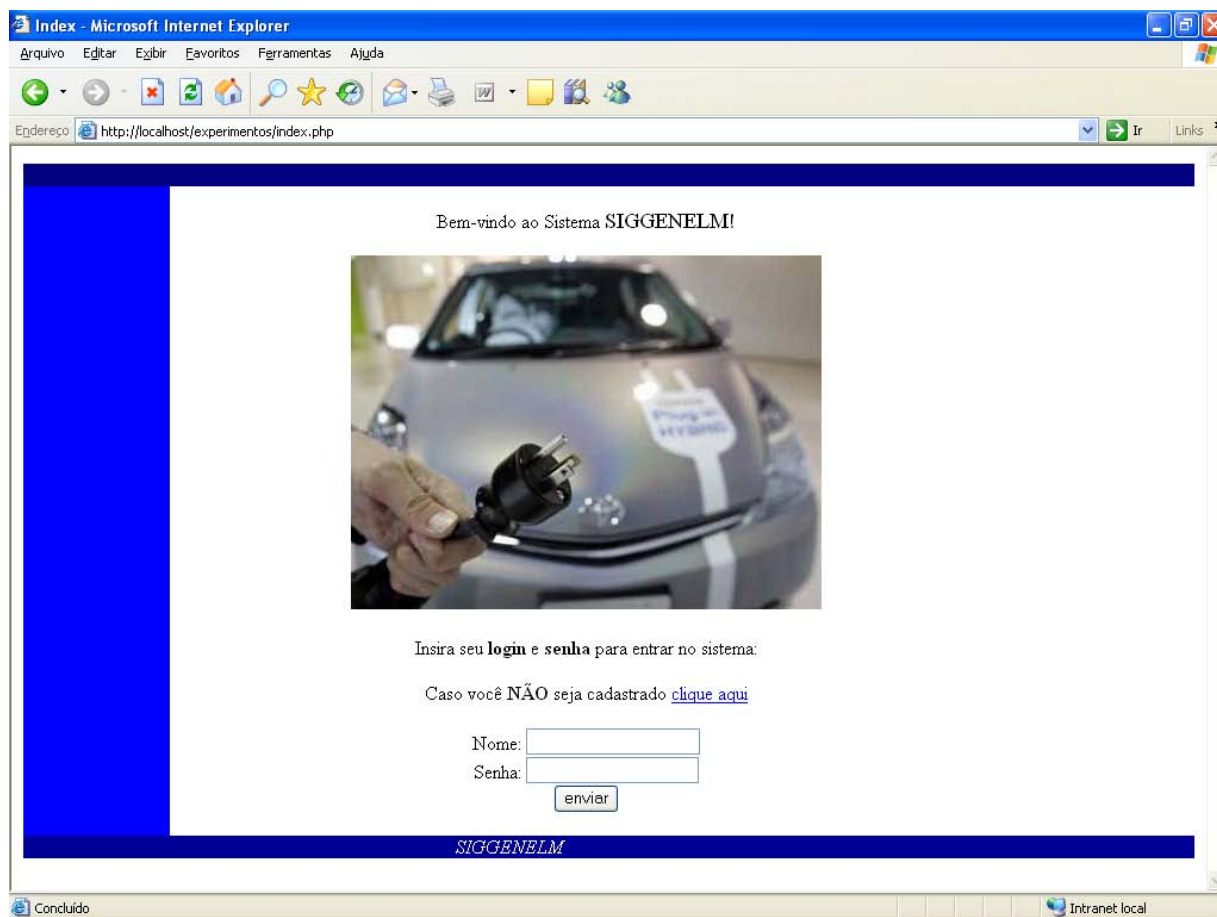 Index - Microsoft Internet Explorer
Arquivo Editar Exibir Favoritos Ferramentas Ajuda
Endereço http://localhost/experimentos/index.php Ir Links
Bem-vindo ao Sistema SIGGENELM!
Plug-in
HYBRID
Insira seu login e senha para entrar no sistema:
Caso você NÃO seja cadastrado clique aqui
Nome:
Senha:
enviar
SIGGENELM
Concluído Intranet local